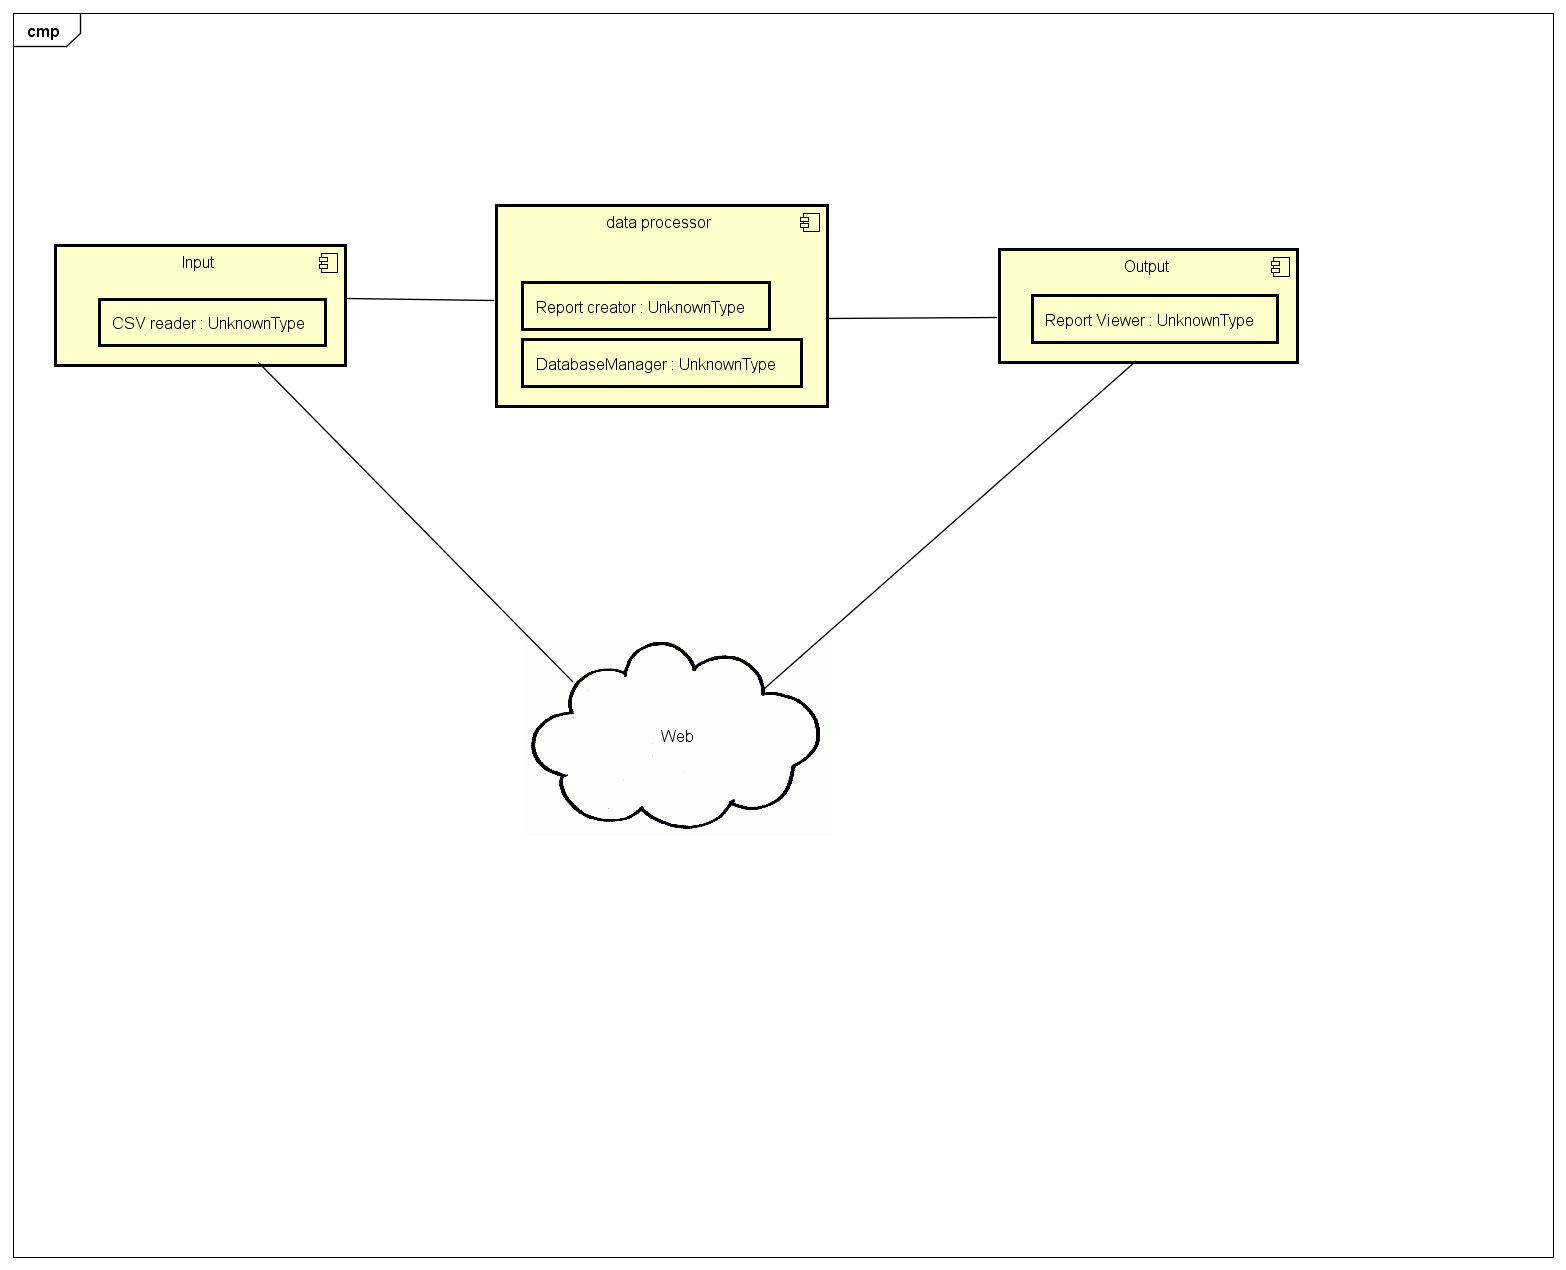 cmp
Input
CSV reader : UnknownType
data processor
Report creator : UnknownType
DatabaseManager : UnknownType
Output
Report Viewer : UnknownType
Web